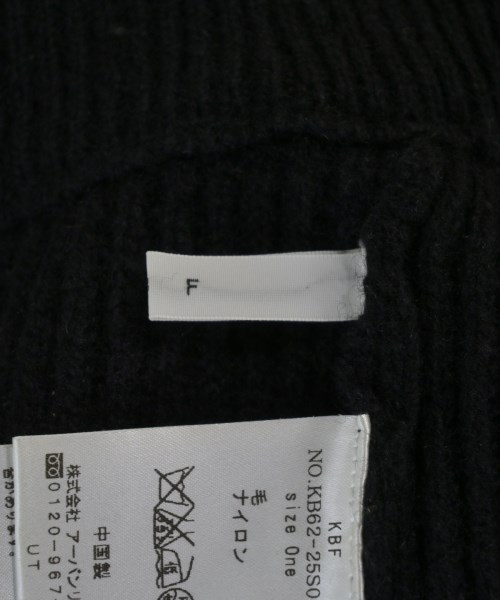 F
KBF
NO.KB62-25S0
size One
毛
ナイロン
中国製
株式会社 アーバンリ
0120-967-
UT